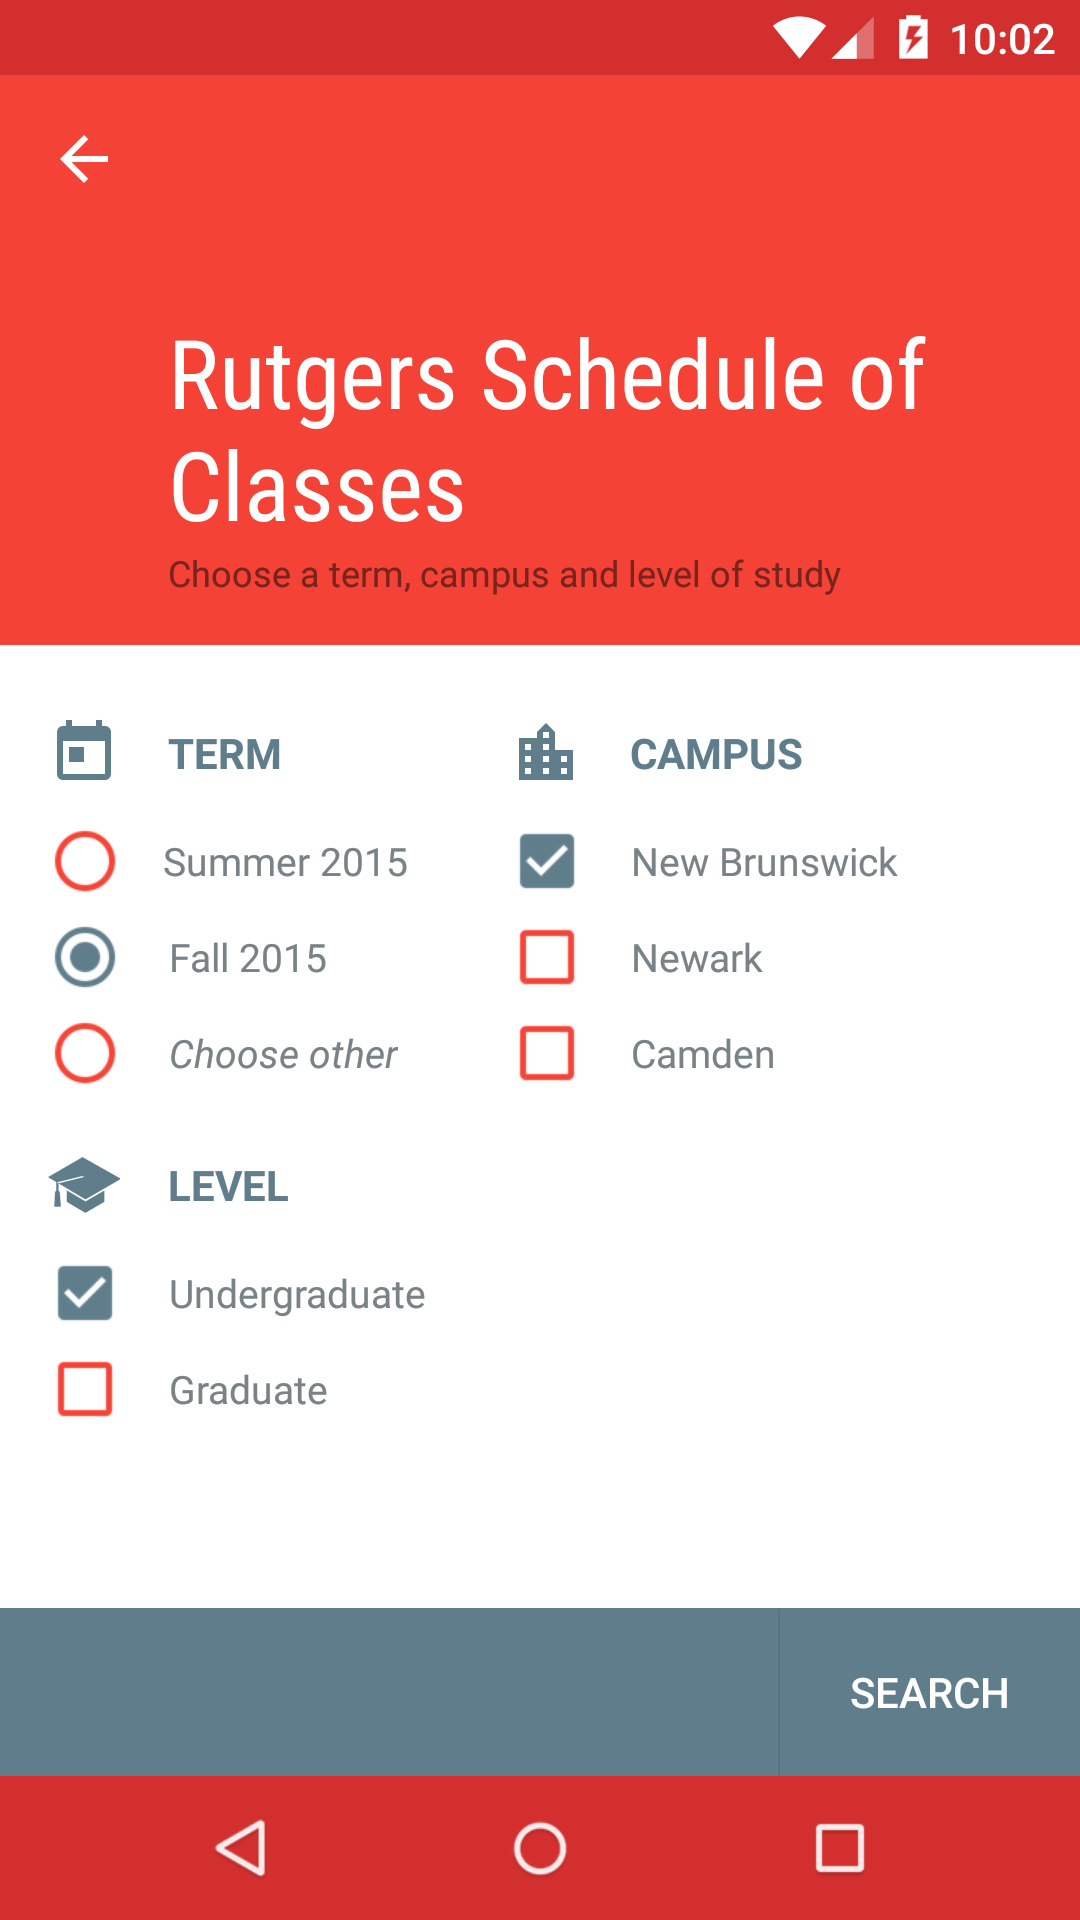 10:02
Rutgers Schedule of
Classes
Choose a term, campus and level of study
TERM
Summer 2015
Fall 2015
Choose other
CAMPUS
New Brunswick
Newark
Camden
LEVEL
Undergraduate
Graduate
SEARCH